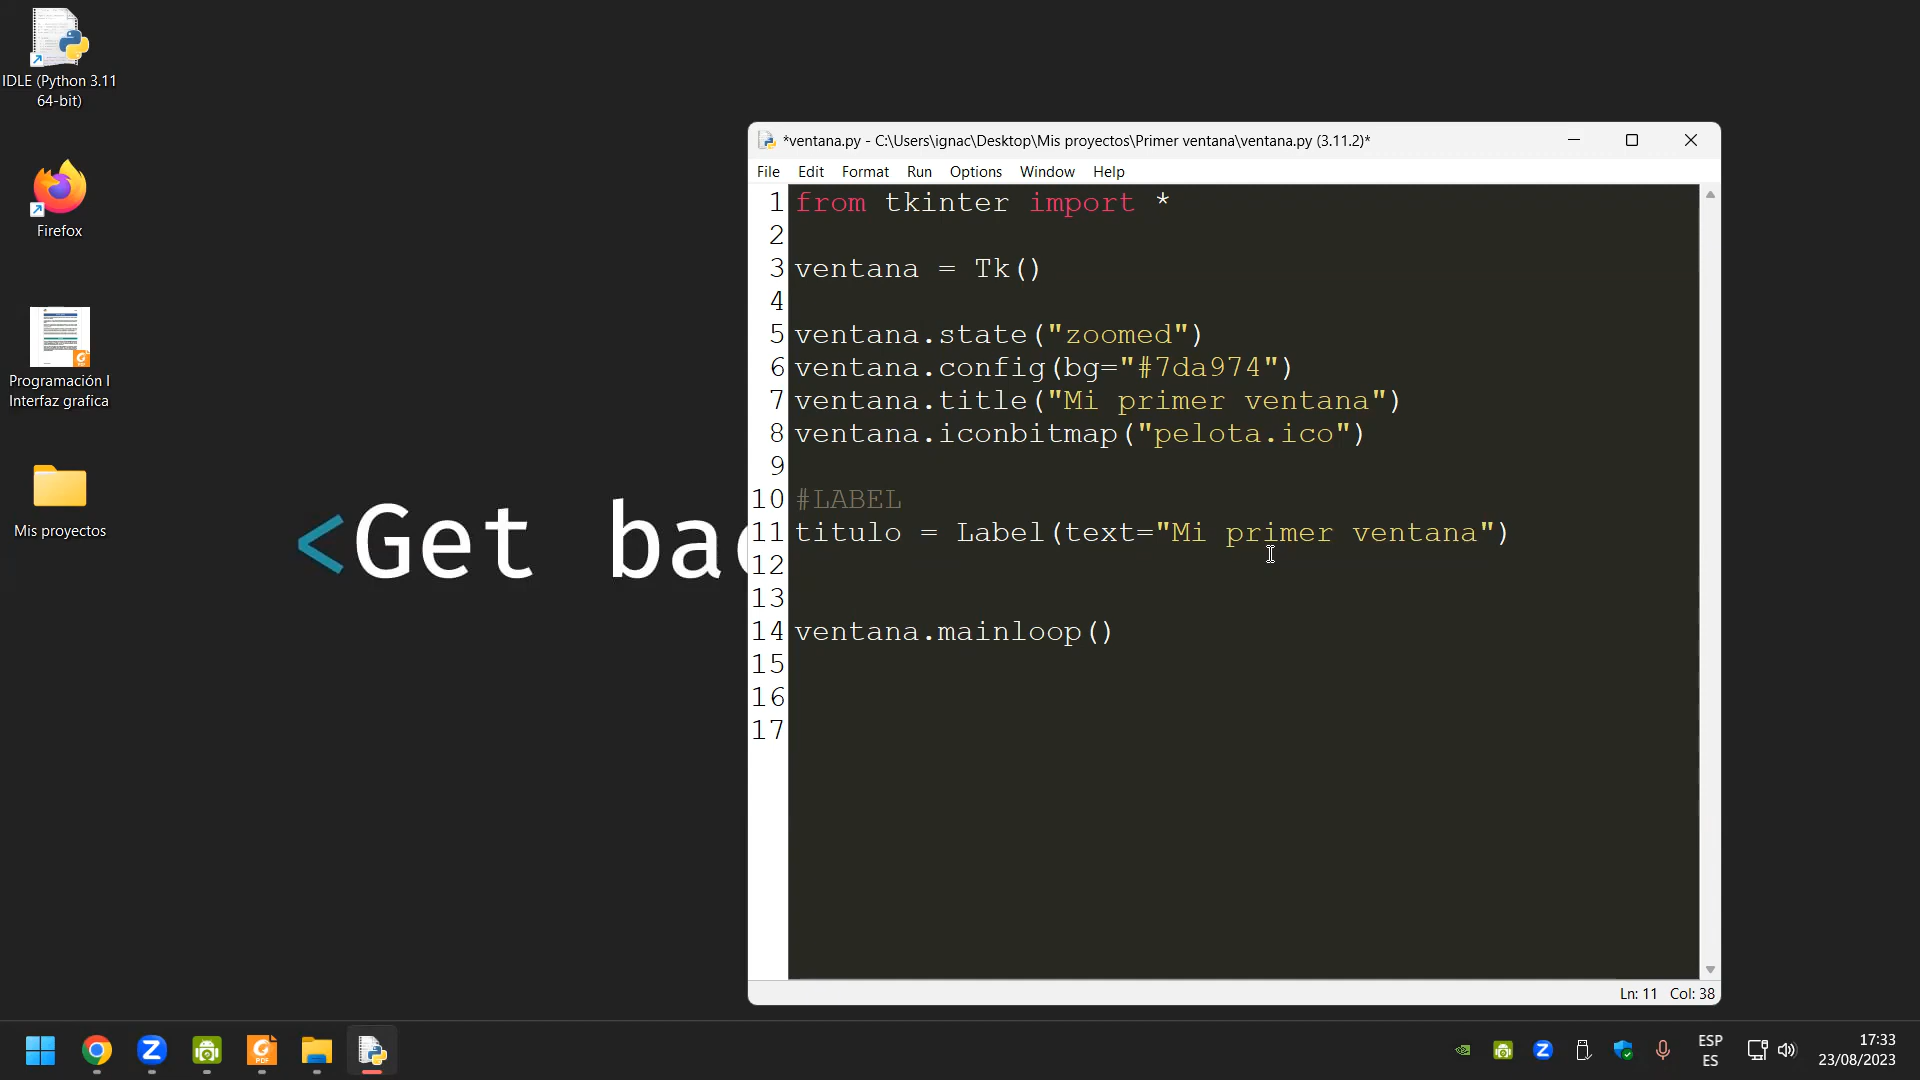 IDLE (Python 3.11
64-bit)
Firefox
Programación I
Interfaz grafica
Mis proyectos
<Get bac
*ventana.py - C:\Users\ignac\Desktop\Mis proyectos\Primer ventana\ventana.py (3.11.2)*
File Edit Format Run Options Window Help
1 from tkinter import *
2
3 ventana = Tk()
4
5 ventana.state("zoomed")
6 ventana.config(bg="#7da974")
7 ventana.title("Mi primer ventana")
8 ventana.iconbitmap("pelota.ico")
9
10 #LABEL
11 titulo = Label(text="Mi primer ventana")
12
13
14 ventana.mainloop()
15
16
17
Ln: 11 Col: 38
Z
PDF
Z
ESP
ES
17:33
23/08/2023